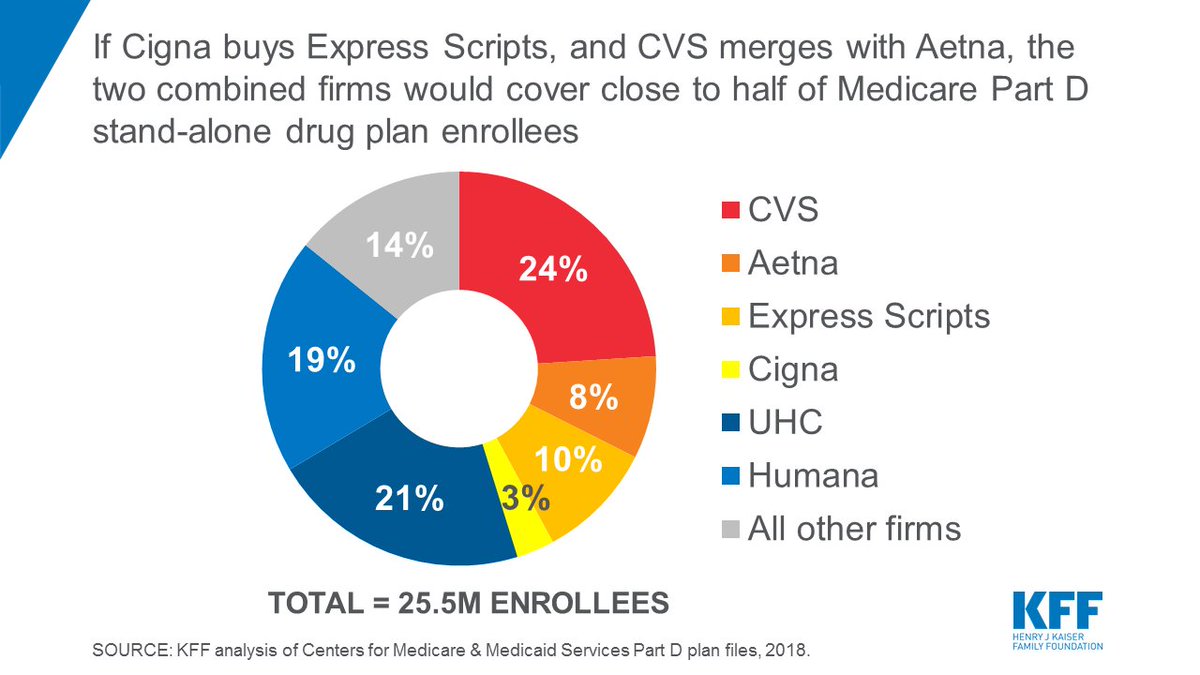 If Cigna buys Express Scripts, and CVS merges with Aetna, the
two combined firms would cover close to half of Medicare Part D
stand-alone drug plan enrollees
14%
24%
19%
8%
10%
21%
3%
CVS
Aetna
Express Scripts
Cigna
UHC
Humana
All other firms
TOTAL = 25.5M ENROLLEES
KFF
HENRY J KAISER
FAMILY FOUNDATION
SOURCE: KFF analysis of Centers for Medicare & Medicaid Services Part D plan files, 2018.